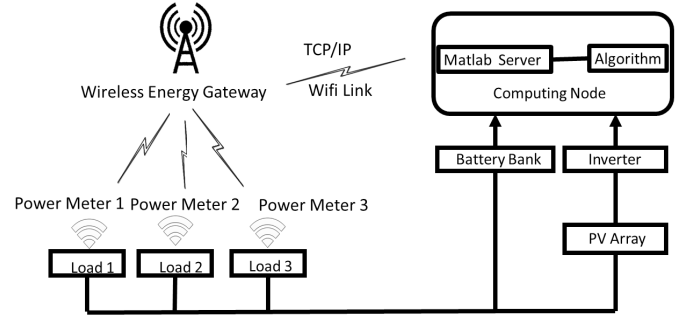 TCP/IP
Wifi Link
Wireless Energy Gateway
Matlab Server
Algorithm
Computing Node
Battery Bank
Inverter
Power Meter 1 Power Meter 2 Power Meter 3
PV Array
Load 1
Load 2
Load 3